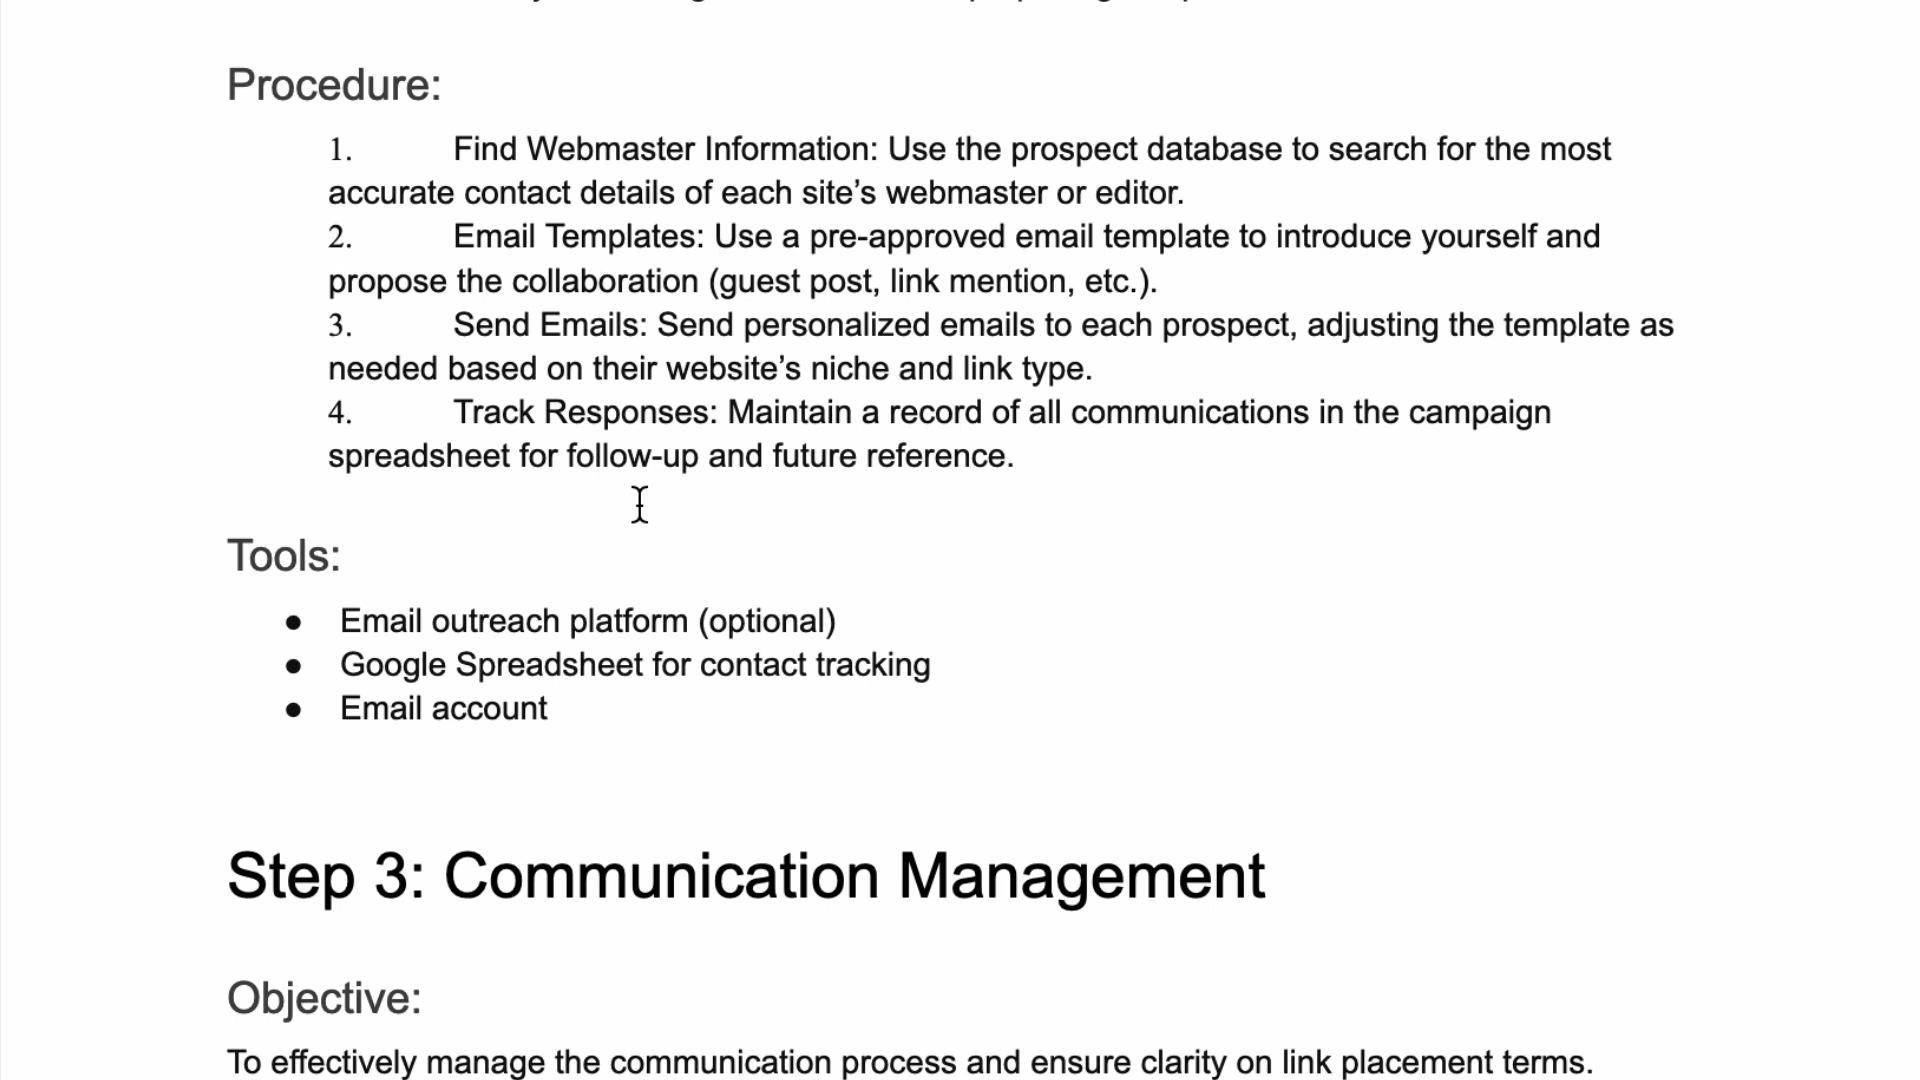 Procedure:
1. Find Webmaster Information: Use the prospect database to search for the most
accurate contact details of each site’s webmaster or editor.
2. Email Templates: Use a pre-approved email template to introduce yourself and
propose the collaboration (guest post, link mention, etc.).
3. Send Emails: Send personalized emails to each prospect, adjusting the template as
needed based on their website’s niche and link type.
4. Track Responses: Maintain a record of all communications in the campaign
spreadsheet for follow-up and future reference.
Tools:
● Email outreach platform (optional)
● Google Spreadsheet for contact tracking
● Email account
Step 3: Communication Management
Objective:
To effectively manage the communication process and ensure clarity on link placement terms.